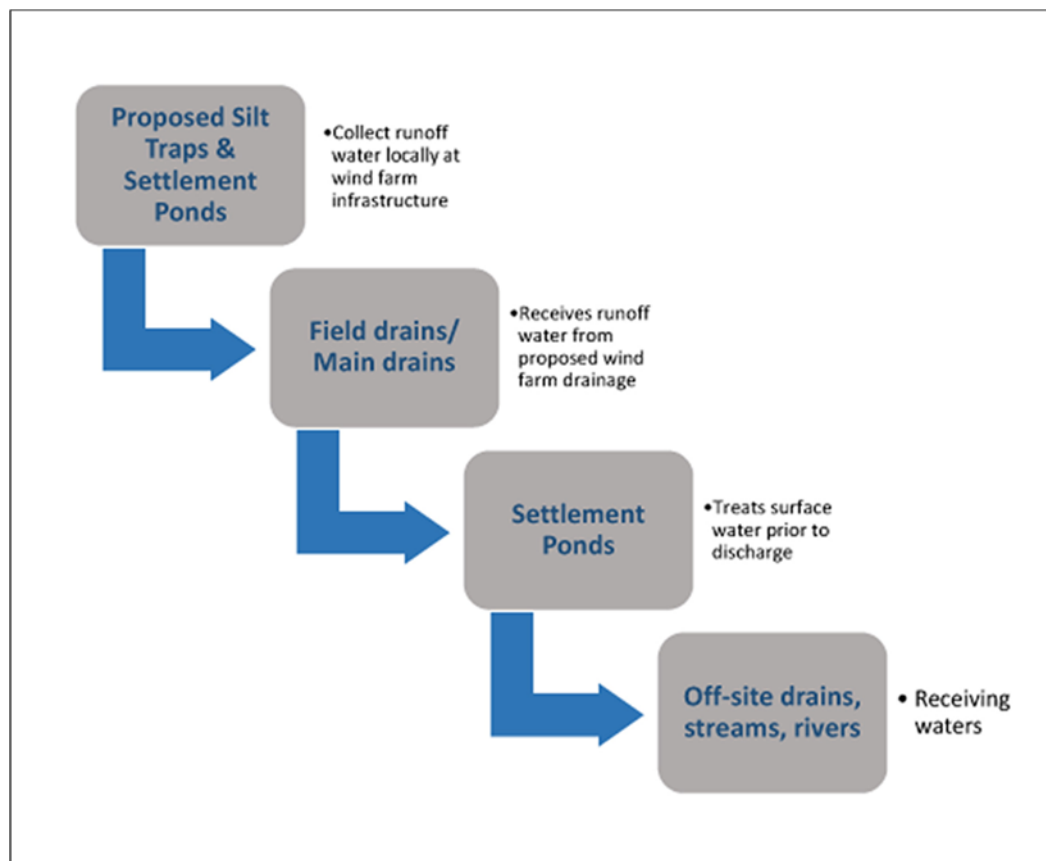 Proposed Silt
Traps &
Settlement
Ponds
•Collect runoff
water locally at
wind farm
infrastructure
Field drains/
Main drains
•Receives runoff
water from
proposed wind
farm drainage
Settlement
Ponds
•Treats surface
water prior to
discharge
Off-site drains,
streams, rivers
• Receiving
waters